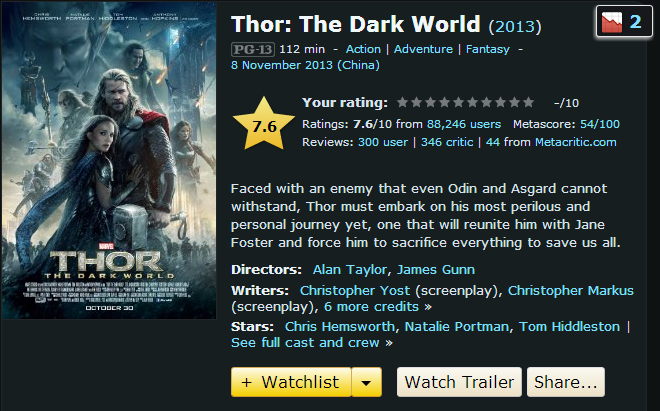 CHRIS HEMSWORTH NATALIE PORTMAN TOM HIDDLESTON ANTHONY HOPKINS
MARVEL
THOR
THE DARK WORLD
OCTOBER 30
Thor: The Dark World (2013)
2
PG-13 112 min - Action | Adventure | Fantasy -
8 November 2013 (China)
7.6
Your rating: -/10
Ratings: 7.6/10 from 88,246 users Metascore: 54/100
Reviews: 300 user | 346 critic | 44 from Metacritic.com
Faced with an enemy that even Odin and Asgard cannot
withstand, Thor must embark on his most perilous and
personal journey yet, one that will reunite him with Jane
Foster and force him to sacrifice everything to save us all.
Directors: Alan Taylor, James Gunn
Writers: Christopher Yost (screenplay), Christopher Markus
(screenplay), 6 more credits »
Stars: Chris Hemsworth, Natalie Portman, Tom Hiddleston |
See full cast and crew »
+ Watchlist
Watch Trailer
Share...